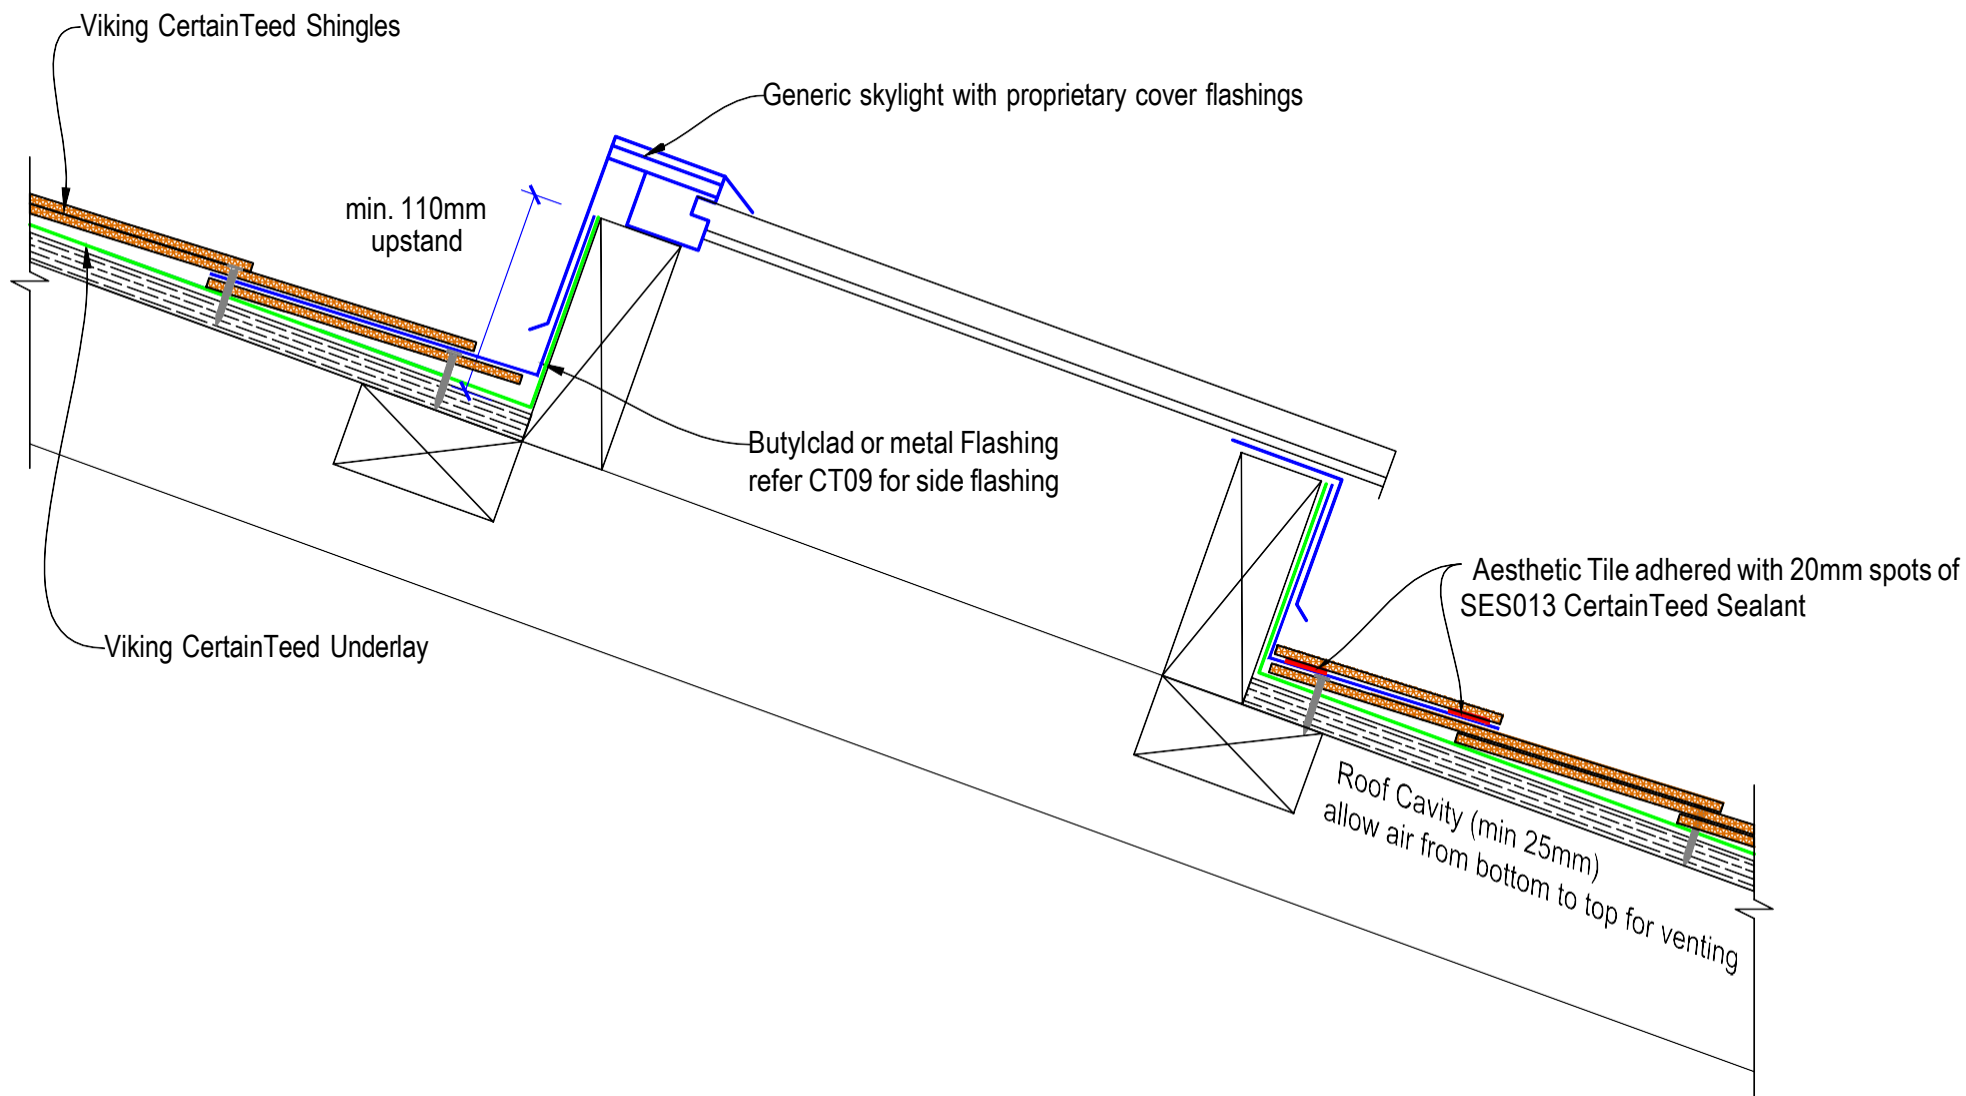 Viking CertainTeed Shingles
Generic skylight with proprietary cover flashings
min. 110mm
upstand
Butylclad or metal Flashing
refer CT09 for side flashing
Aesthetic Tile adhered with 20mm spots of
SES013 CertainTeed Sealant
Viking CertainTeed Underlay
Roof Cavity (min 25mm)
allow air from bottom to top for venting